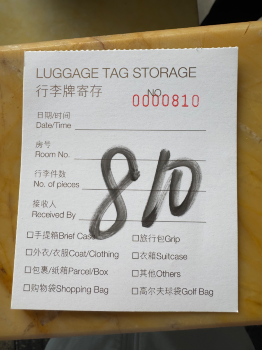 LUGGAGE TAG STORAGE
行李牌寄存
NO.
0000810
日期/时间
Date/Time
房号
Room No.
行李件数
No. of pieces
接收人
Received By
810
□手提箱Brief Case □旅行包Grip
□外衣/衣服Coat/Clothing □衣箱Suitcase
□包裹/纸箱Parcel/Box □其他Others
□购物袋Shopping Bag □高尔夫球袋Golf Bag